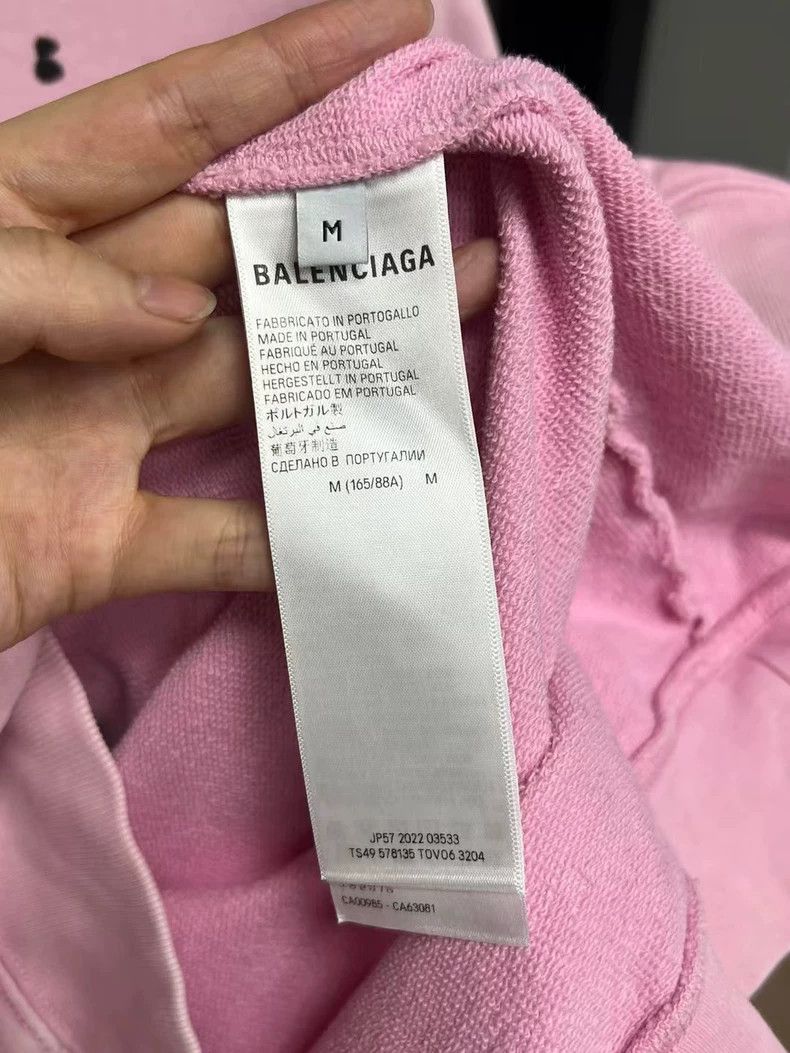 M
BALENCIAGA
FABBRICATO IN PORTOGALLO
MADE IN PORTUGAL
FABRIQUÉ AU PORTUGAL
HECHO EN PORTUGAL
HERGESTELLT IN PORTUGAL
FABRICADO EM PORTUGAL
ポルトガル製
صنع في البرتغال
葡萄牙制造
СДЕЛАНО В ПОРТУГАЛИИ
M (165/88A) M
JP57 2022 03533
TS49 578135 TOVO6 3204
CA00985 - CA63081